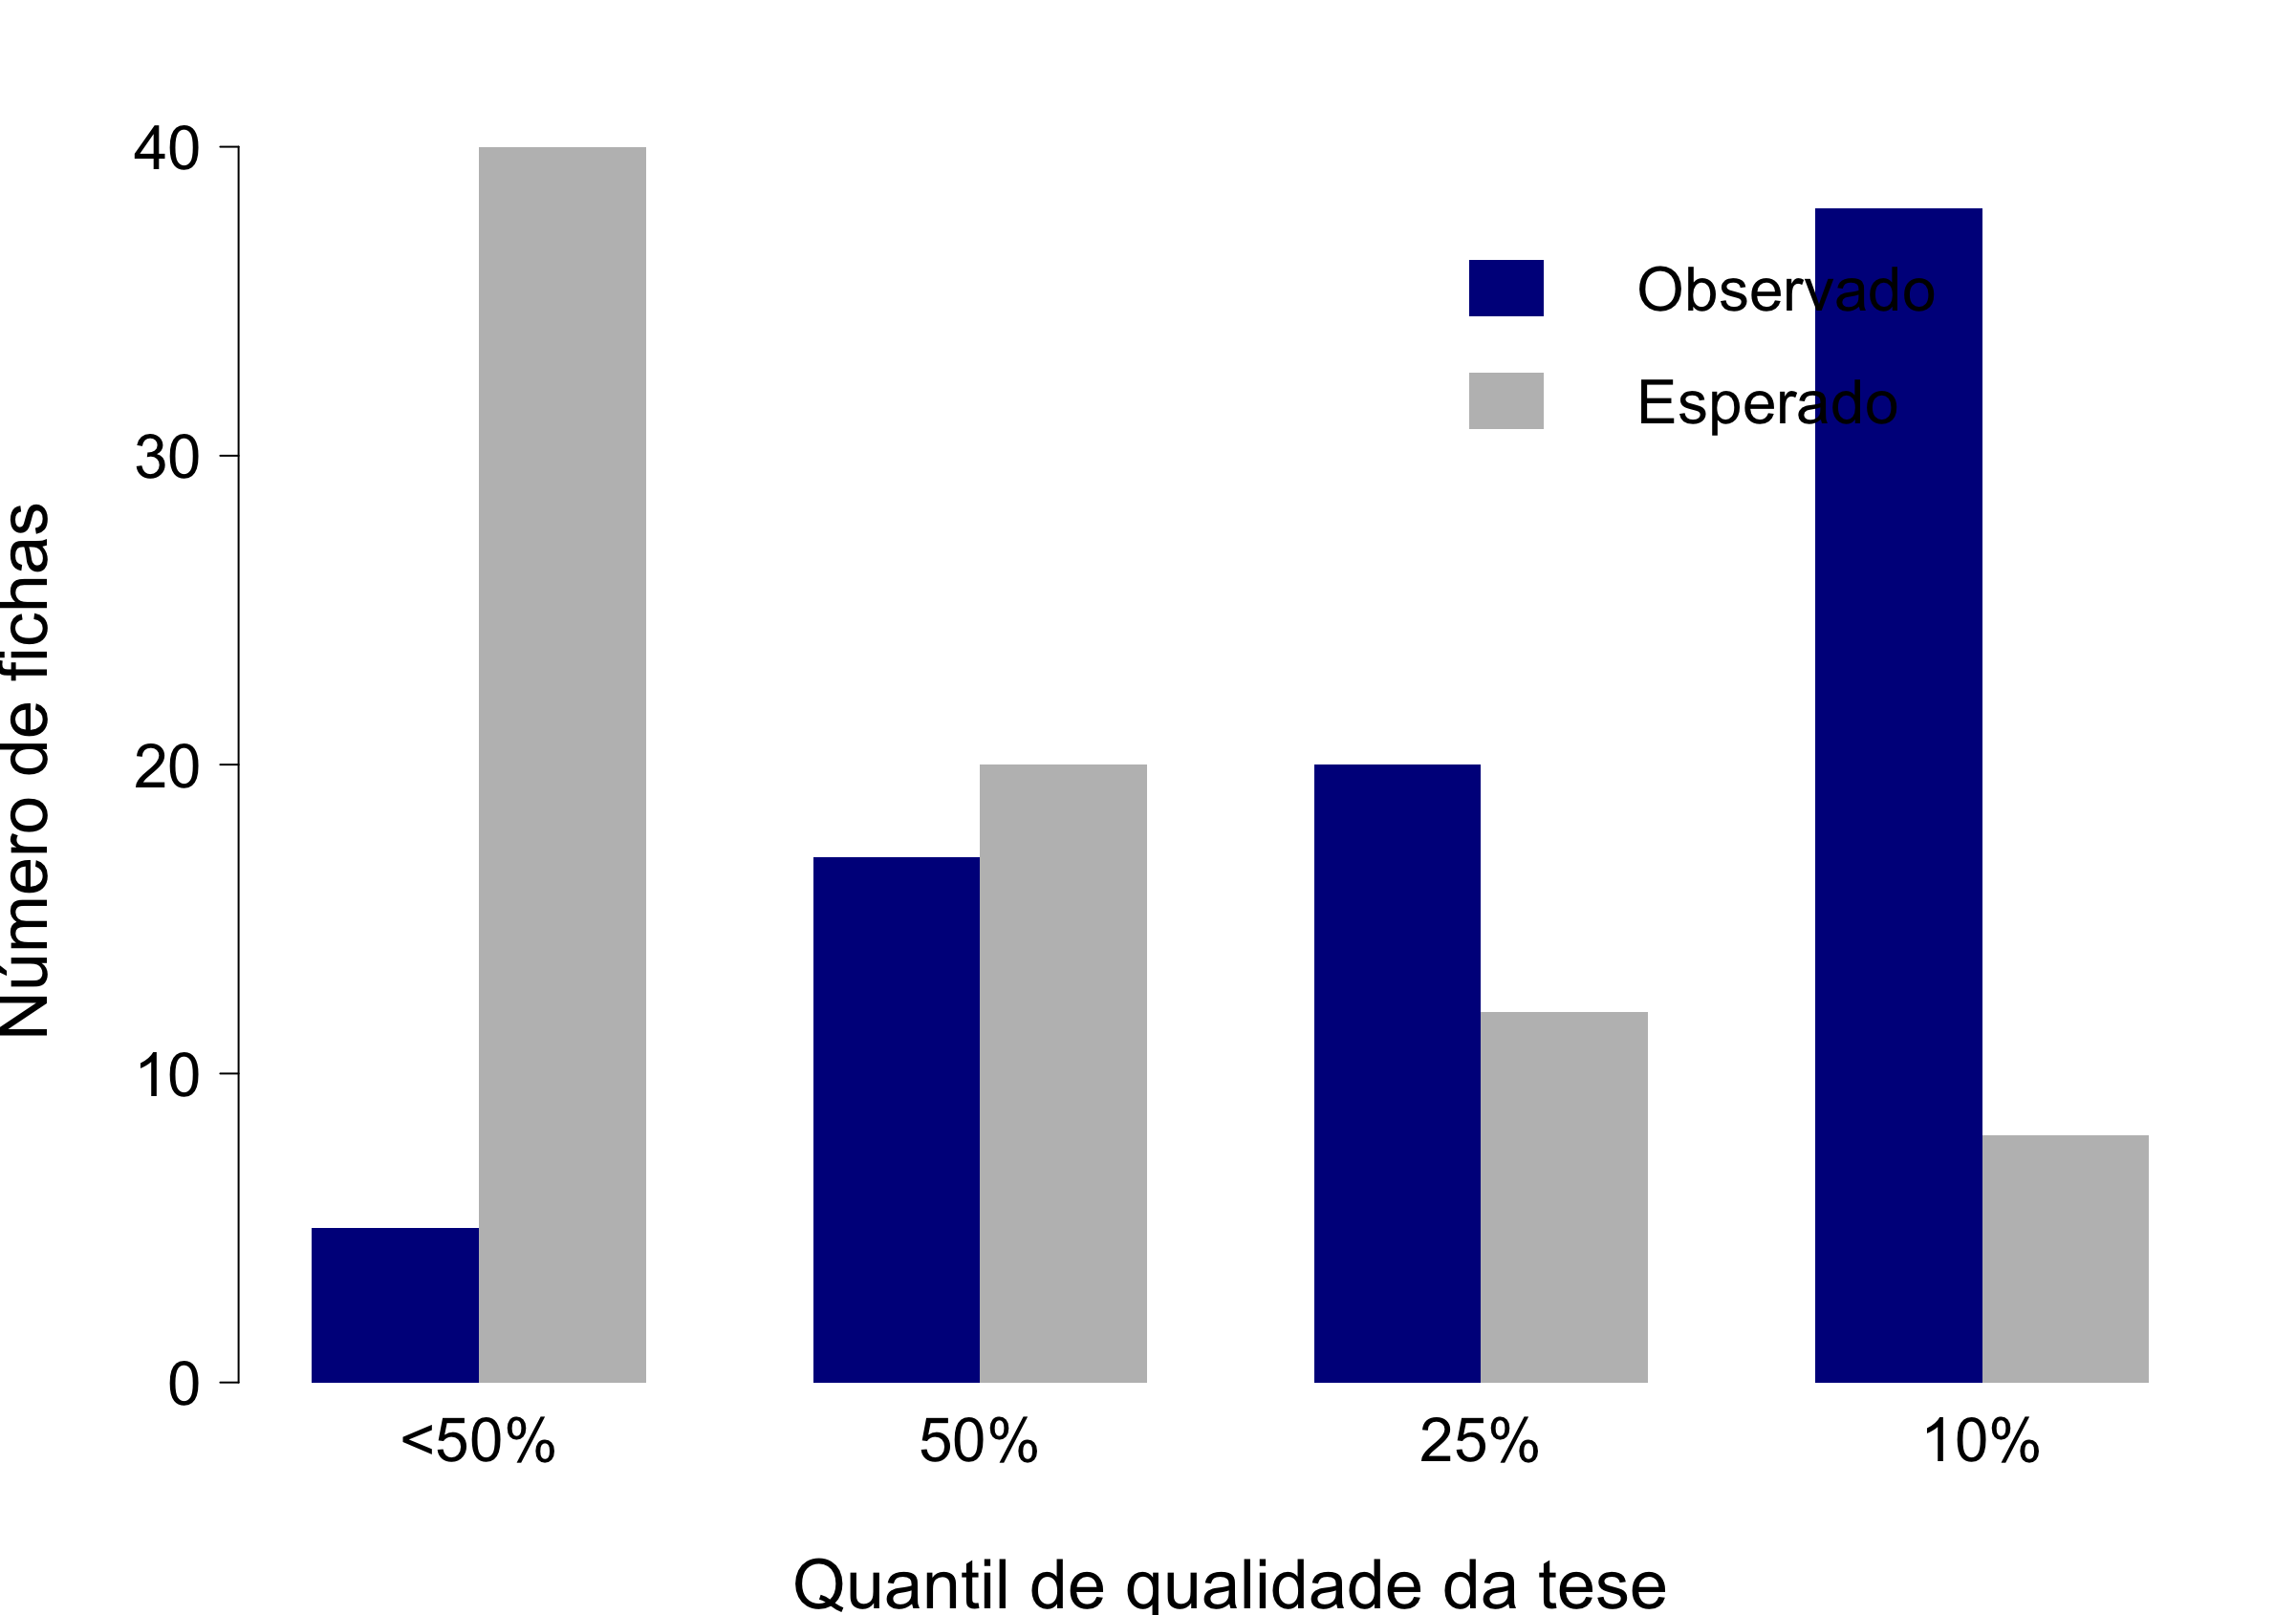 Número de fichas
40
30
20
10
0
Observado
Esperado
<50%
50%
25%
10%
Quantil de qualidade da tese